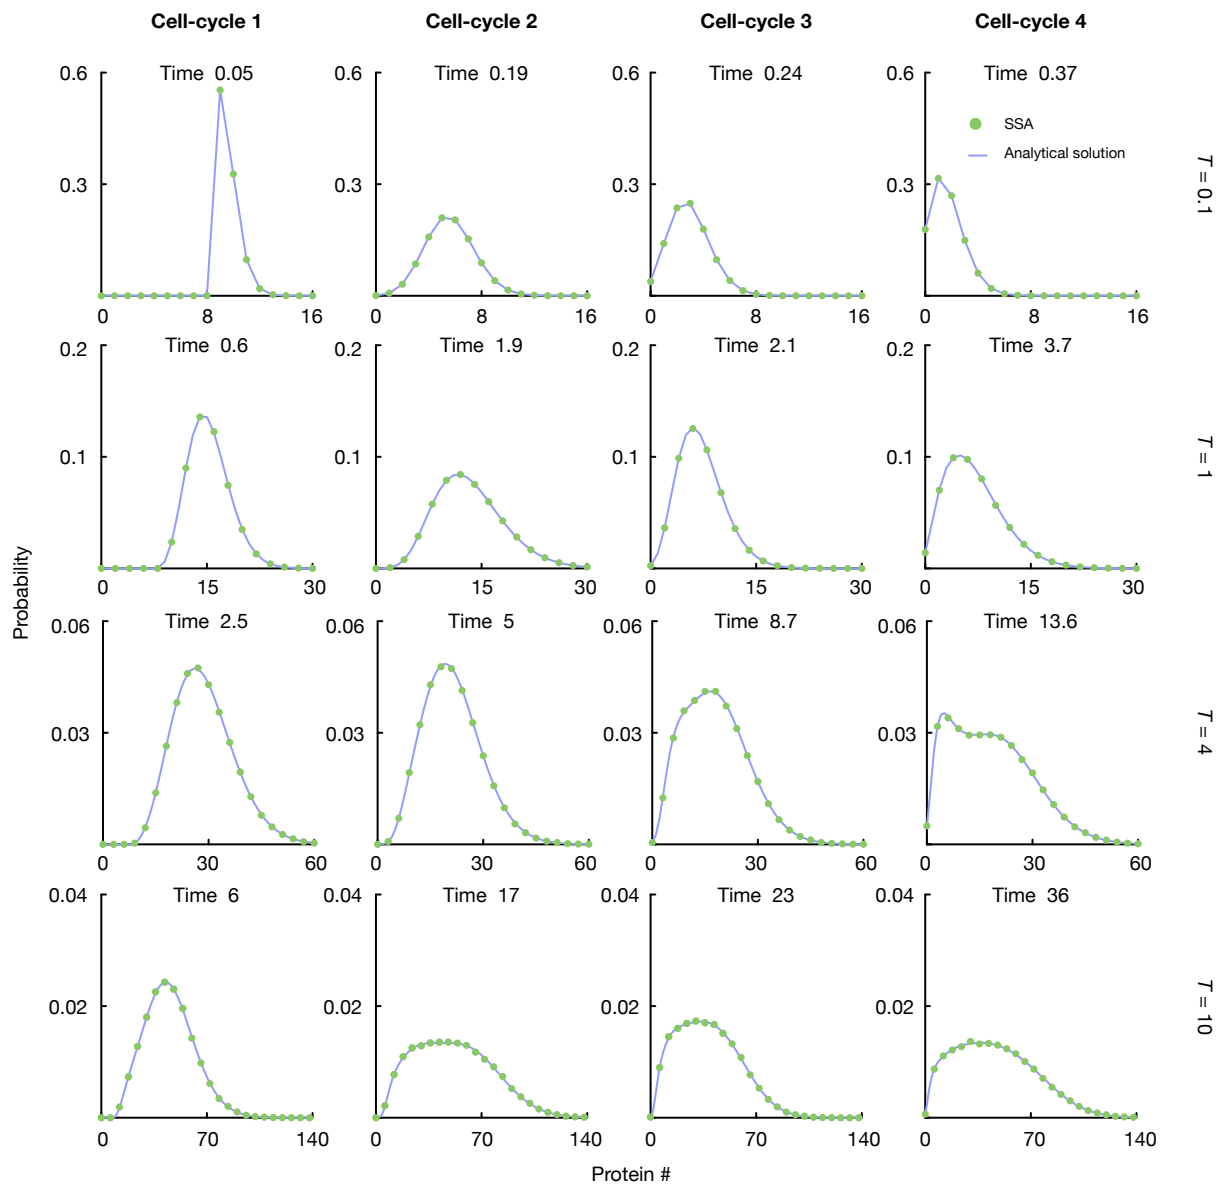 Cell-cycle 1 Cell-cycle 2 Cell-cycle 3 Cell-cycle 4
0.6 Time 0.05 0.6 Time 0.19 0.6 Time 0.24 0.6 Time 0.37
SSA
Analytical solution
0.3 0.3 0.3 0.3
T = 0.1
0 8 16 0 8 16 0 8 16 0 8 16
0.2 Time 0.6 0.2 Time 1.9 0.2 Time 2.1 0.2 Time 3.7
0.1 0.1 0.1 0.1
T = 1
0 15 30 0 15 30 0 15 30 0 15 30
Probability
0.06 Time 2.5 0.06 Time 5 0.06 Time 8.7 0.06 Time 13.6
0.03 0.03 0.03 0.03
T = 4
0 30 60 0 30 60 0 30 60 0 30 60
0.04 Time 6 0.04 Time 17 0.04 Time 23 0.04 Time 36
0.02 0.02 0.02 0.02
T = 10
0 70 140 0 70 140 0 70 140 0 70 140
Protein #